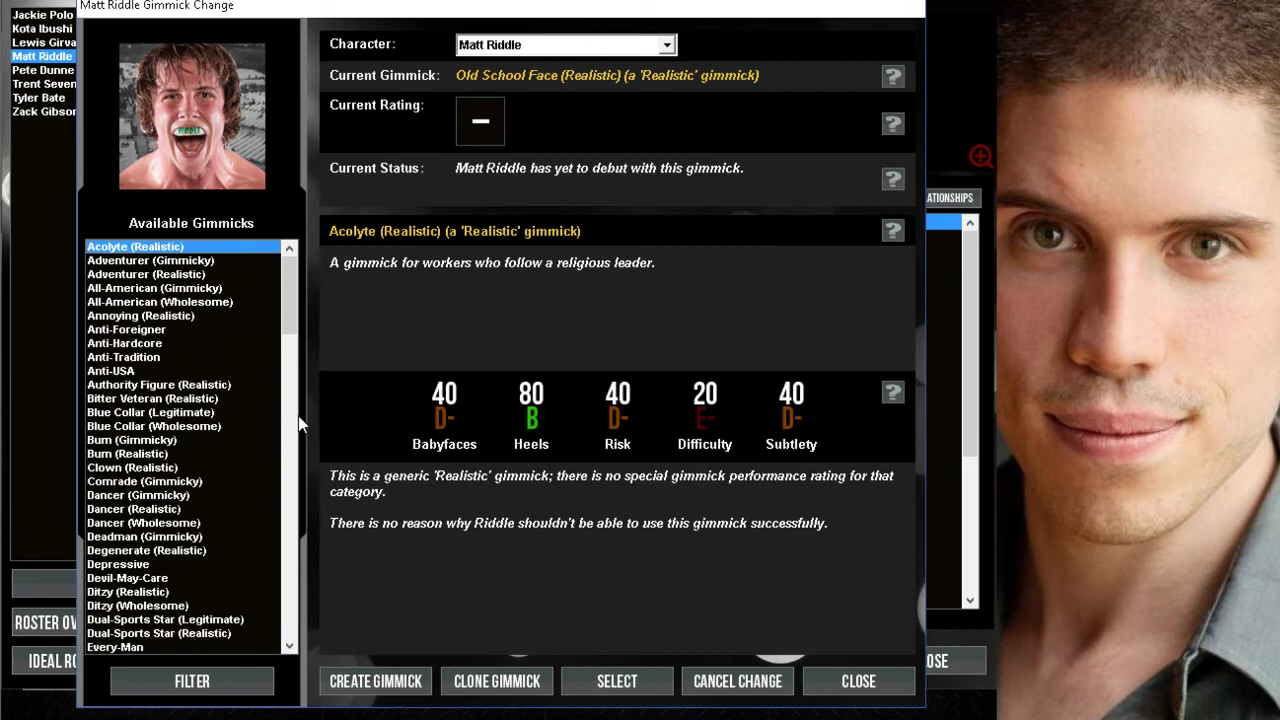 Matt Riddle Gimmick Change
Jackie Polo
Kota Ibushi
Lewis Girva
Matt Riddle
Pete Dunne
Trent Seven
Tyler Bate
Zack Gibson
ROSTER OV
IDEAL RO
Available Gimmicks
Acolyte (Realistic)
Adventurer (Gimmicky)
Adventurer (Realistic)
All-American (Gimmicky)
All-American (Wholesome)
Annoying (Realistic)
Anti-Foreigner
Anti-Hardcore
Anti-Tradition
Anti-USA
Authority Figure (Realistic)
Bitter Veteran (Realistic)
Blue Collar (Legitimate)
Blue Collar (Wholesome)
Bum (Gimmicky)
Bum (Realistic)
Clown (Realistic)
Comrade (Gimmicky)
Dancer (Gimmicky)
Dancer (Realistic)
Dancer (Wholesome)
Deadman (Gimmicky)
Degenerate (Realistic)
Depressive
Devil-May-Care
Ditzy (Realistic)
Ditzy (Wholesome)
Dual-Sports Star (Legitimate)
Dual-Sports Star (Realistic)
Every-Man
FILTER
Character: Matt Riddle
Current Gimmick: Old School Face (Realistic) (a 'Realistic' gimmick) ?
Current Rating: – ?
Current Status: Matt Riddle has yet to debut with this gimmick. ?
Acolyte (Realistic) (a 'Realistic' gimmick) ?
A gimmick for workers who follow a religious leader.
40 80 40 20 40 ?
D- B D- E- D-
Babyfaces Heels Risk Difficulty Subtlety
This is a generic 'Realistic' gimmick; there is no special gimmick performance rating for that
category.
There is no reason why Riddle shouldn't be able to use this gimmick successfully.
CREATE GIMMICK CLONE GIMMICK SELECT CANCEL CHANGE CLOSE
ATIONSHIPS
OSE
MODLE